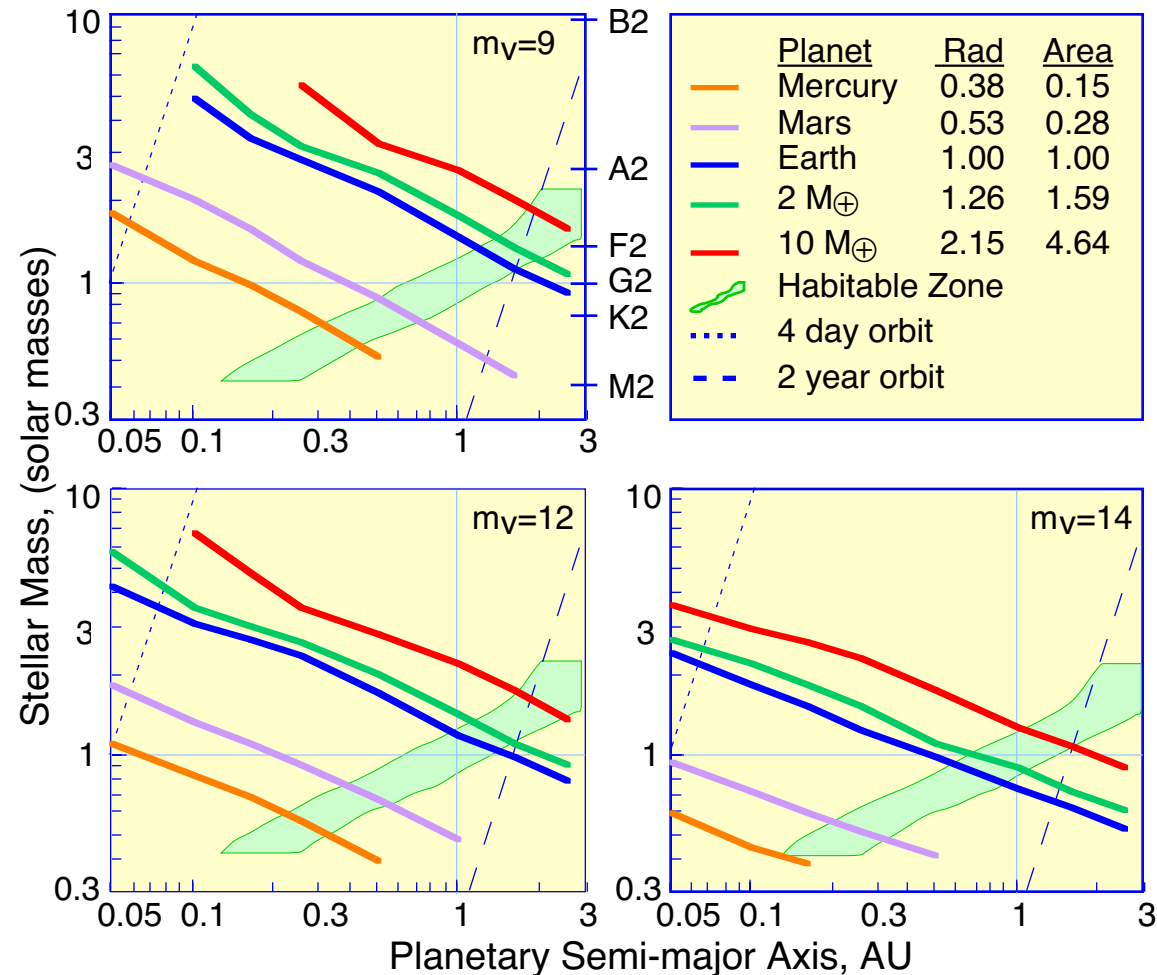 Stellar Mass, (solar masses)
10
3
1
0.3
mv=9
0.05 0.1 0.3 1 3
B2
A2
F2
G2
K2
M2
Planet Rad Area
Mercury 0.38 0.15
Mars 0.53 0.28
Earth 1.00 1.00
2 M⊕ 1.26 1.59
10 M⊕ 2.15 4.64
Habitable Zone
4 day orbit
2 year orbit
10
3
1
0.3
mv=12
0.05 0.1 0.3 1 3
10
3
1
0.3
mv=14
0.05 0.1 0.3 1 3
Planetary Semi-major Axis, AU